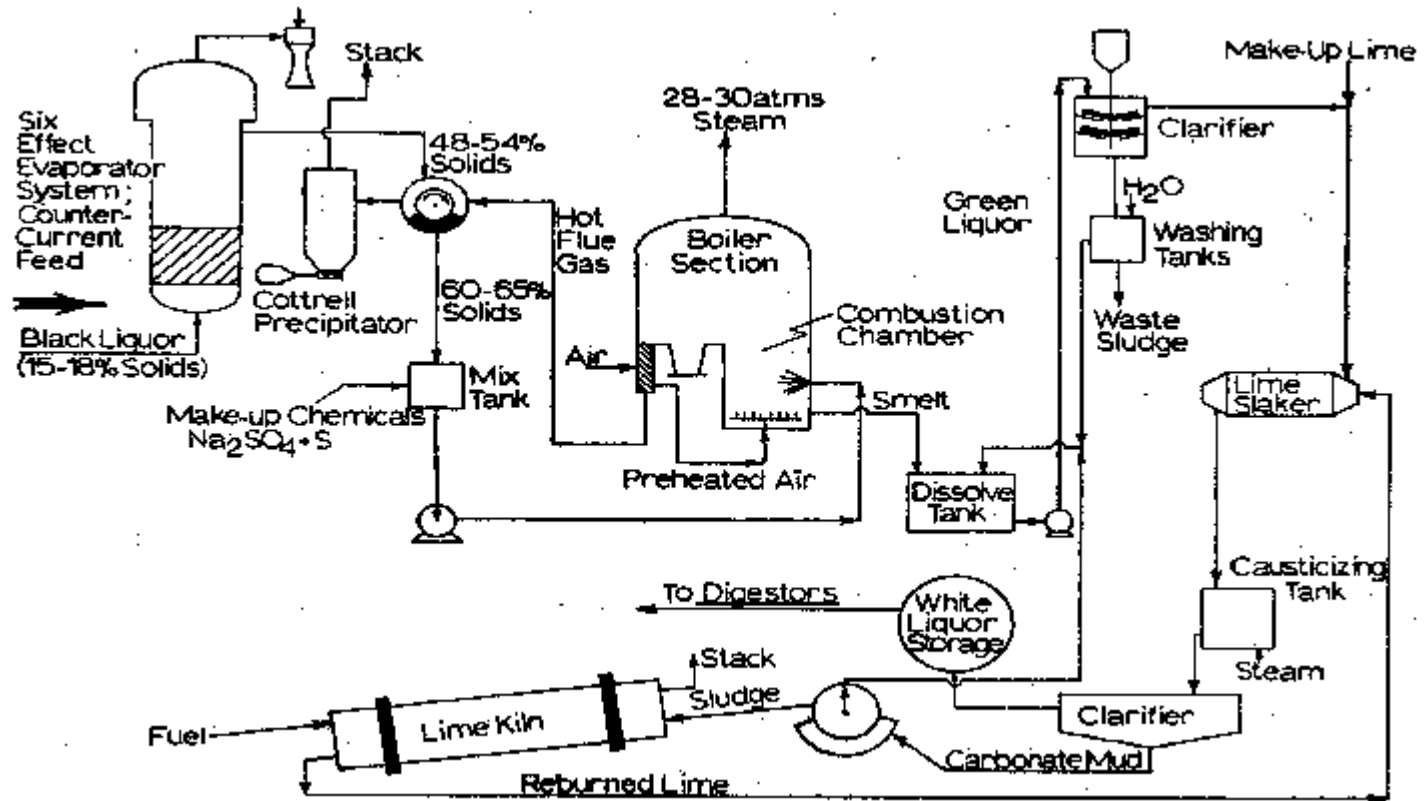 Six
Effect
Evaporator
System;
Counter-
Current
Feed
Black Liquor
(15-18% Solids)
Stack
48-54%
Solids
Cottrell
Precipitator
60-65%
Solids
Mix
Tank
Make-up Chemicals
Na2SO4+S
Hot
Flue
Gas
28-30atms
Steam
Boiler
Section
Combustion
Chamber
Air
Preheated Air
Smelt
Dissolve
Tank
Green
Liquor
Clarifier
H2O
Washing
Tanks
Waste
Sludge
Make-Up Lime
Lime
Slaker
Causticizing
Tank
Steam
Clarifier
Carbonate Mud
White
Liquor
Storage
To Digestors
Stack
Sludge
Lime Kiln
Fuel
Reburned Lime